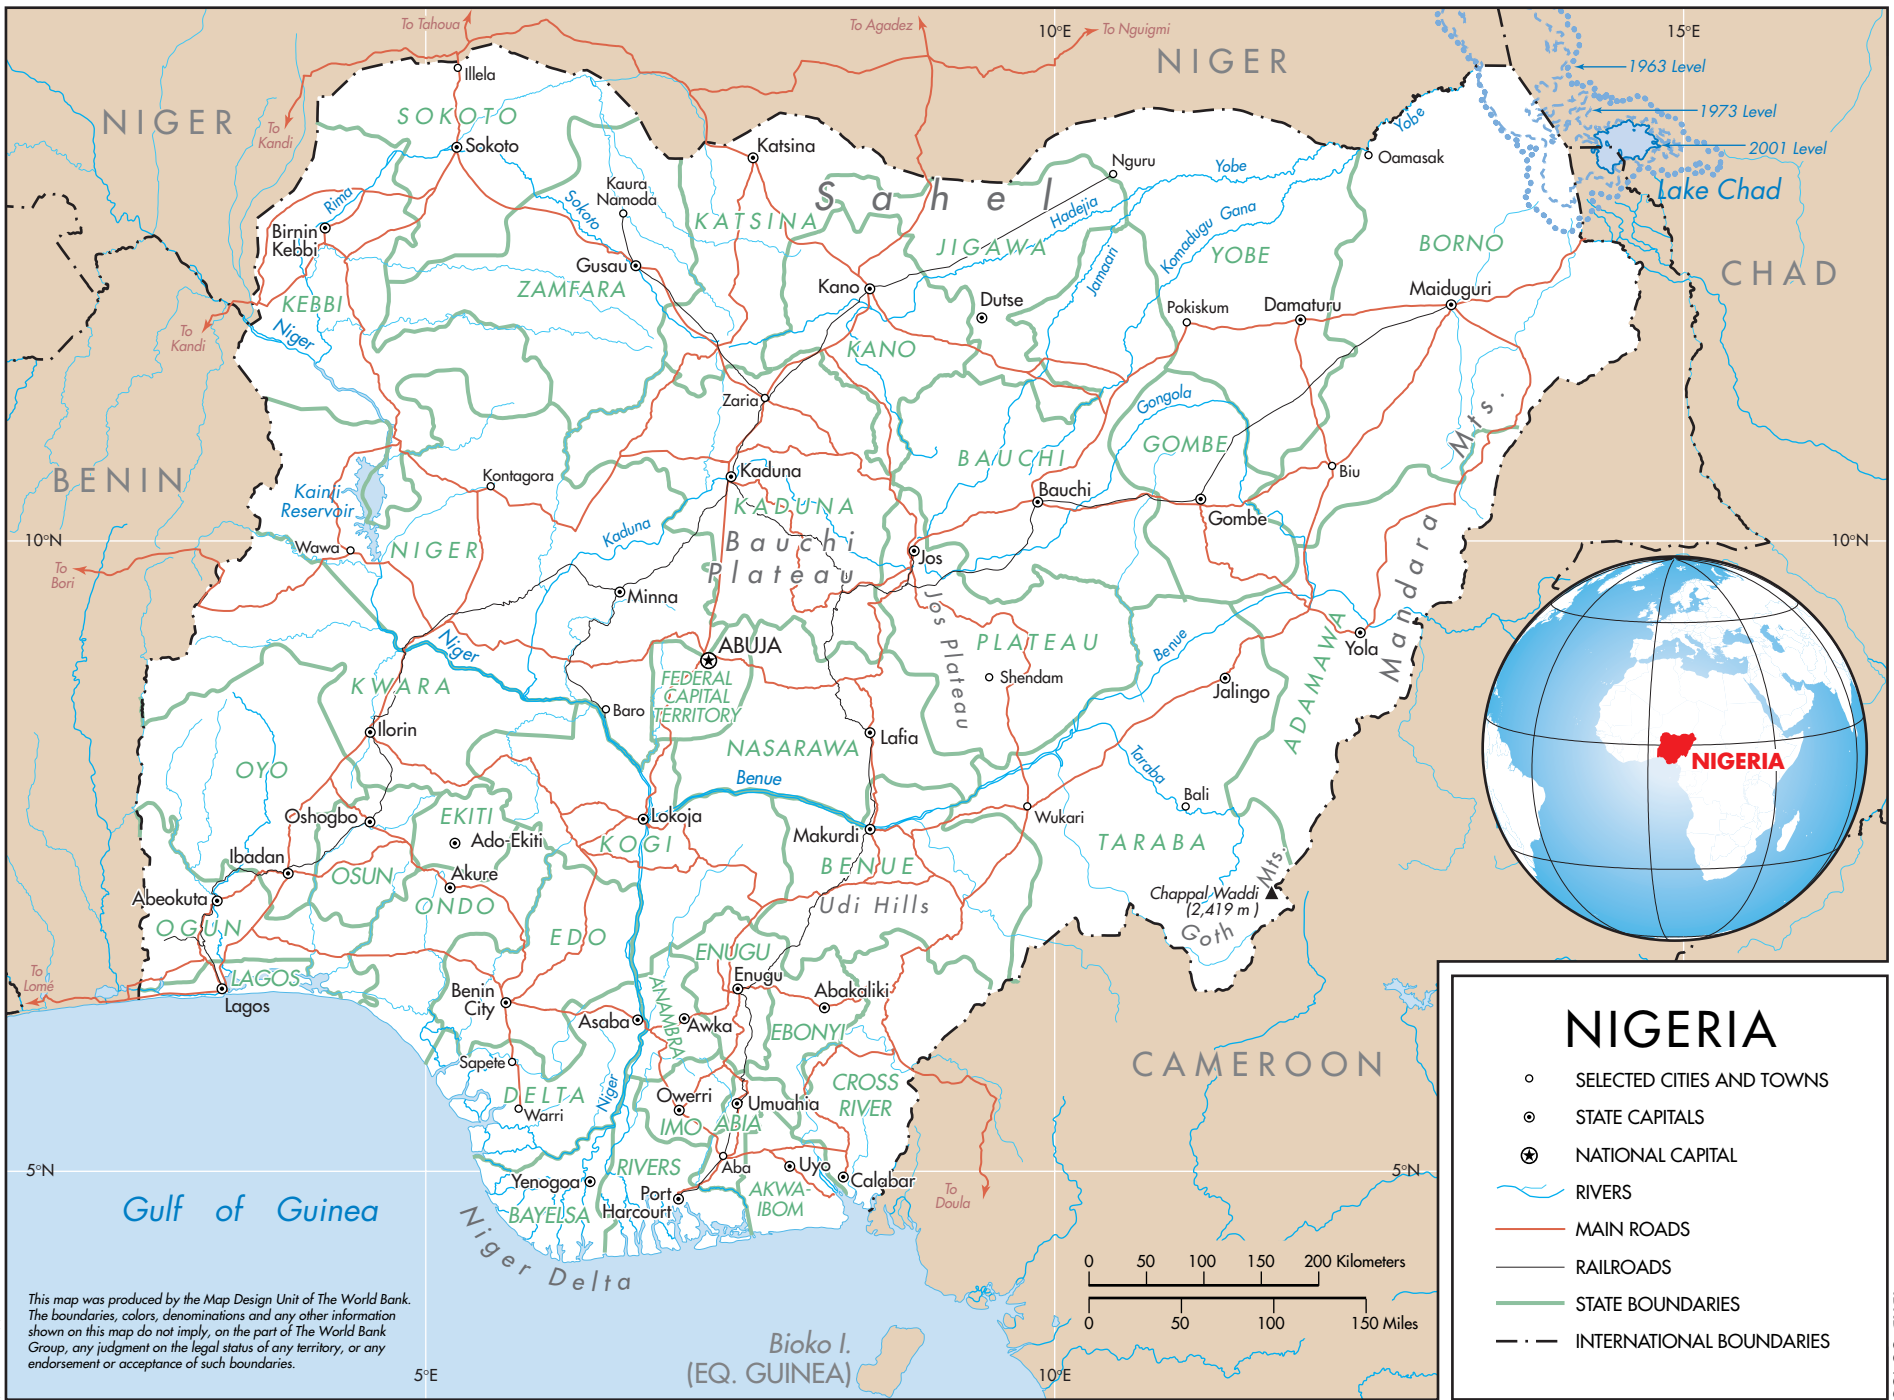 To Tahoua
To Agadez
10°E
To Nguigmi
15°E
NIGER
NIGER
1963 Level
1973 Level
2001 Level
Lake Chad
CHAD
To
Kandi
Illela
SOKOTO
Sokoto
Katsina
Sahel
Nguru
Yobe
Yobe
Oamasak
Rima
Birnin
Kebbi
Sokoto
Kaura
Namoda
KATSINA
JIGAWA
Hadejia
Jamaari
Komadugu Gana
YOBE
BORNO
Gusau
ZAMFARA
KEBBI
Niger
To
Kandi
Kano
Dutse
Pokiskum
Damaturu
Maiduguri
KANO
Zaria
Gongola
GOMBE
BAUCHI
Mandara Mts.
BENIN
Kainji
Reservoir
Kontagora
Kaduna
KADUNA
Kaduna
Bauchi
Gombe
Biu
10°N
10°N
Wawa
NIGER
Bauchi
Plateau
Jos
To
Bori
Minna
Jos Plateau
PLATEAU
Benue
Yola
ADAMAWA
Niger
ABUJA
FEDERAL
CAPITAL
TERRITORY
Shendam
Jalingo
KWARA
Baro
Ilorin
Lafia
NASARAWA
NIGERIA
OYO
Benue
Taraba
Bali
Oshogbo
EKITI
Ado-Ekiti
Lokoja
KOGI
Makurdi
Wukari
TARABA
Ibadan
OSUN
Akure
BENUE
Chappal Waddi
(2,419 m)
Goth Mts.
Abeokuta
ONDO
Udi Hills
OGUN
EDO
ENUGU
To
Lomé
LAGOS
Lagos
Enugu
Benin
City
Abakaliki
ANAMBRA
Asaba
Awka
EBONYI
CAMEROON
Sapete
DELTA
Warri
Niger
Owerri
Umuahia
CROSS
RIVER
IMO
ABIA
5°N
5°N
RIVERS
Aba
Uyo
Calabar
Yenogoa
Port
Harcourt
AKWA-
IBOM
BAYELSA
To
Doula
Gulf of Guinea
Niger Delta
Bioko I.
(EQ. GUINEA)
5°E
10°E
0 50 100 150 200 Kilometers
0 50 100 150 Miles
This map was produced by the Map Design Unit of The World Bank.
The boundaries, colors, denominations and any other information
shown on this map do not imply, on the part of The World Bank
Group, any judgment on the legal status of any territory, or any
endorsement or acceptance of such boundaries.
NIGERIA
SELECTED CITIES AND TOWNS
STATE CAPITALS
NATIONAL CAPITAL
RIVERS
MAIN ROADS
RAILROADS
STATE BOUNDARIES
INTERNATIONAL BOUNDARIES